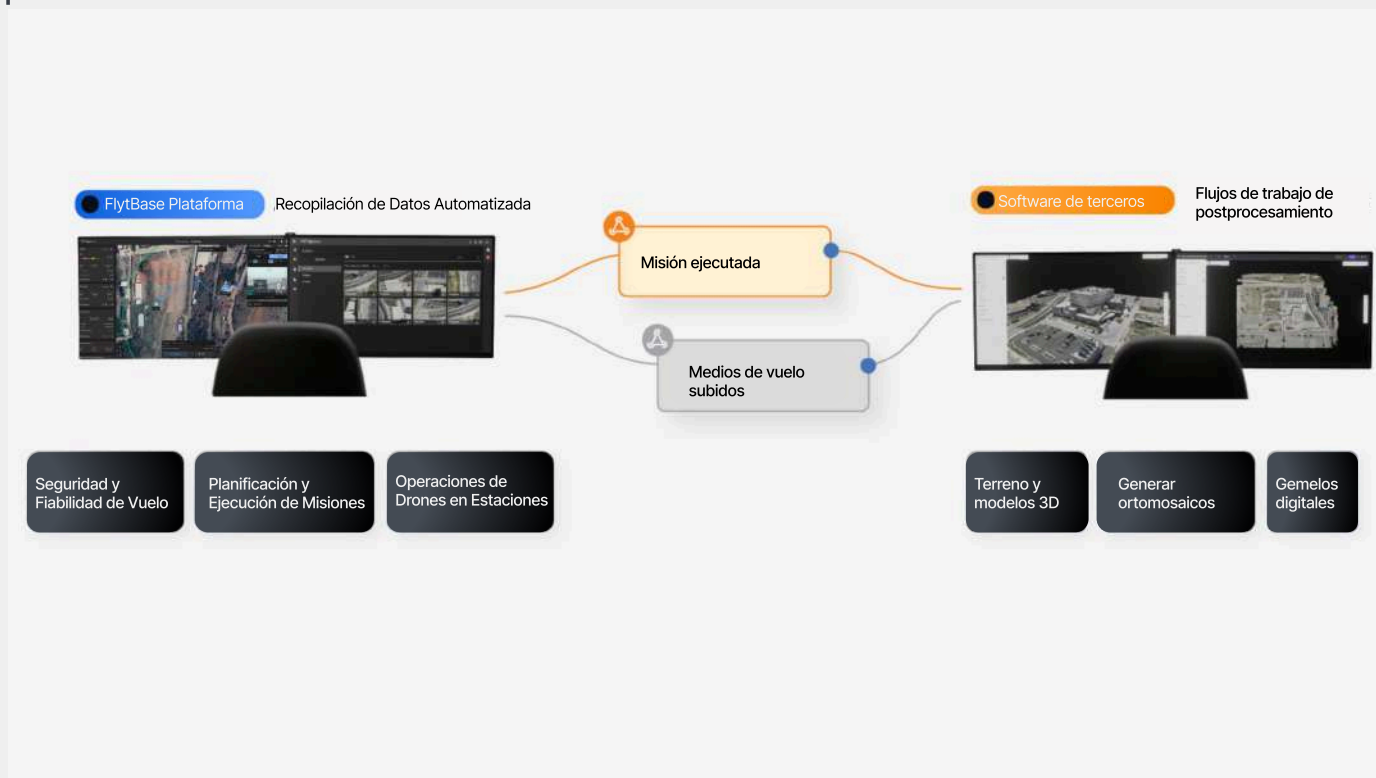 FlytBase Plataforma
Recopilación de Datos Automatizada
Software de terceros
Flujos de trabajo de
postprocesamiento
Misión ejecutada
Medios de vuelo
subidos
Seguridad y
Fiabilidad de Vuelo
Planificación y
Ejecución de Misiones
Operaciones de
Drones en Estaciones
Terreno y
modelos 3D
Generar
ortomosaicos
Gemelos
digitales